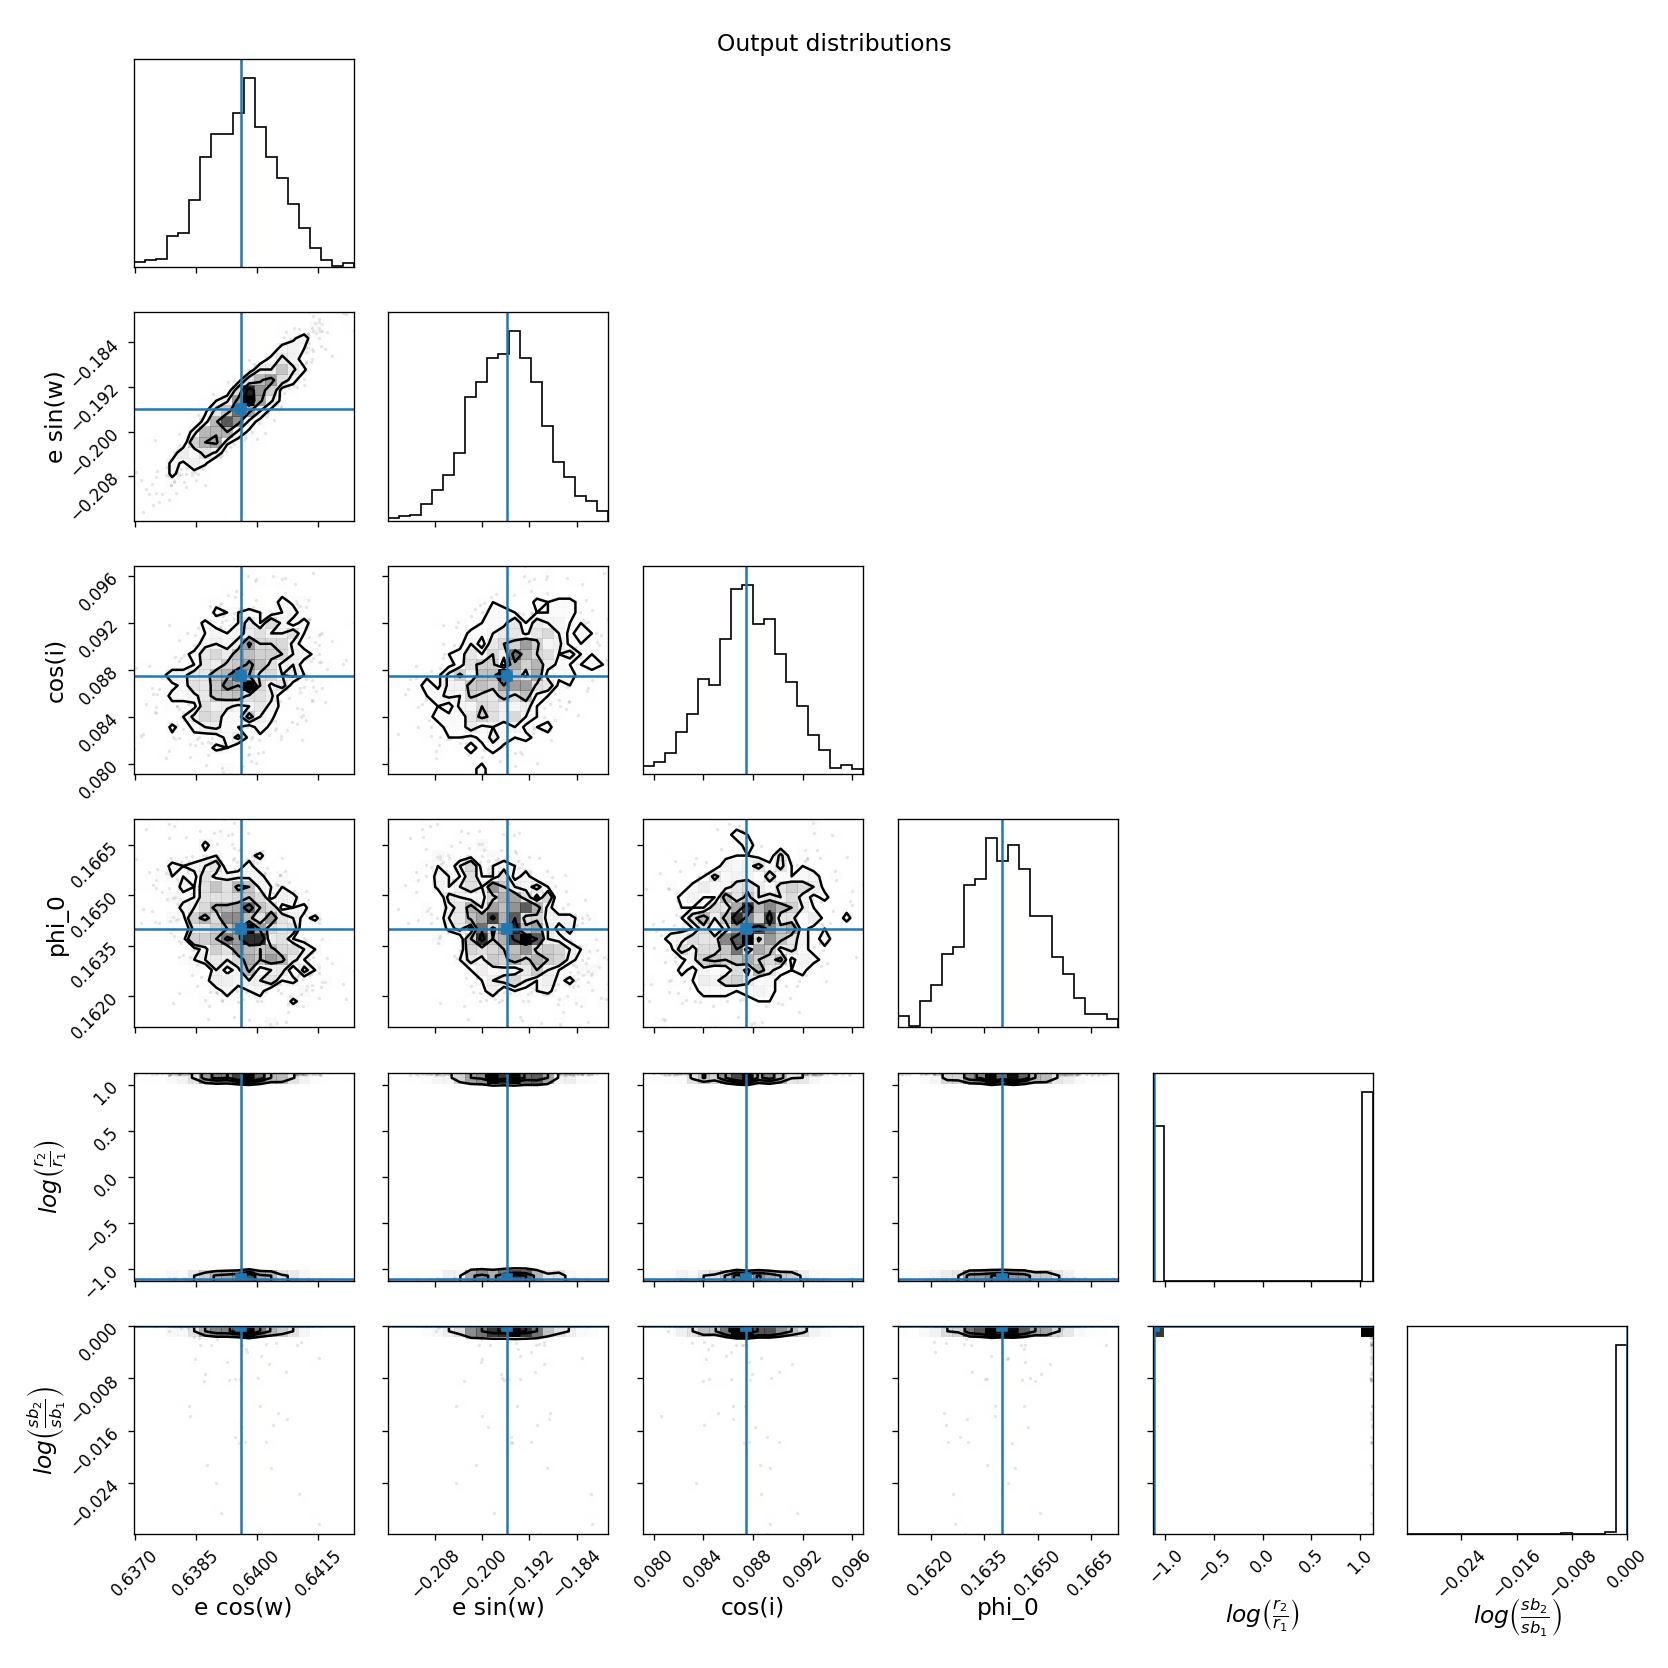 Output distributions
e sin(w)
−0.184
−0.192
−0.200
−0.208
cos(i)
0.096
0.092
0.088
0.084
0.080
phi_0
0.1665
0.1650
0.1635
0.1620
log(r₂/r₁)
1.0
0.5
0.0
−0.5
−1.0
log(sb₂/sb₁)
0.000
−0.008
−0.016
−0.024
0.6370 0.6385 0.6400 0.6415
−0.208 −0.200 −0.192 −0.184
0.080 0.084 0.088 0.092 0.096
0.1620 0.1635 0.1650 0.1665
−1.0 −0.5 0.0 0.5 1.0
−0.024 −0.016 −0.008 0.000
e cos(w) e sin(w) cos(i) phi_0 log(r₂/r₁) log(sb₂/sb₁)